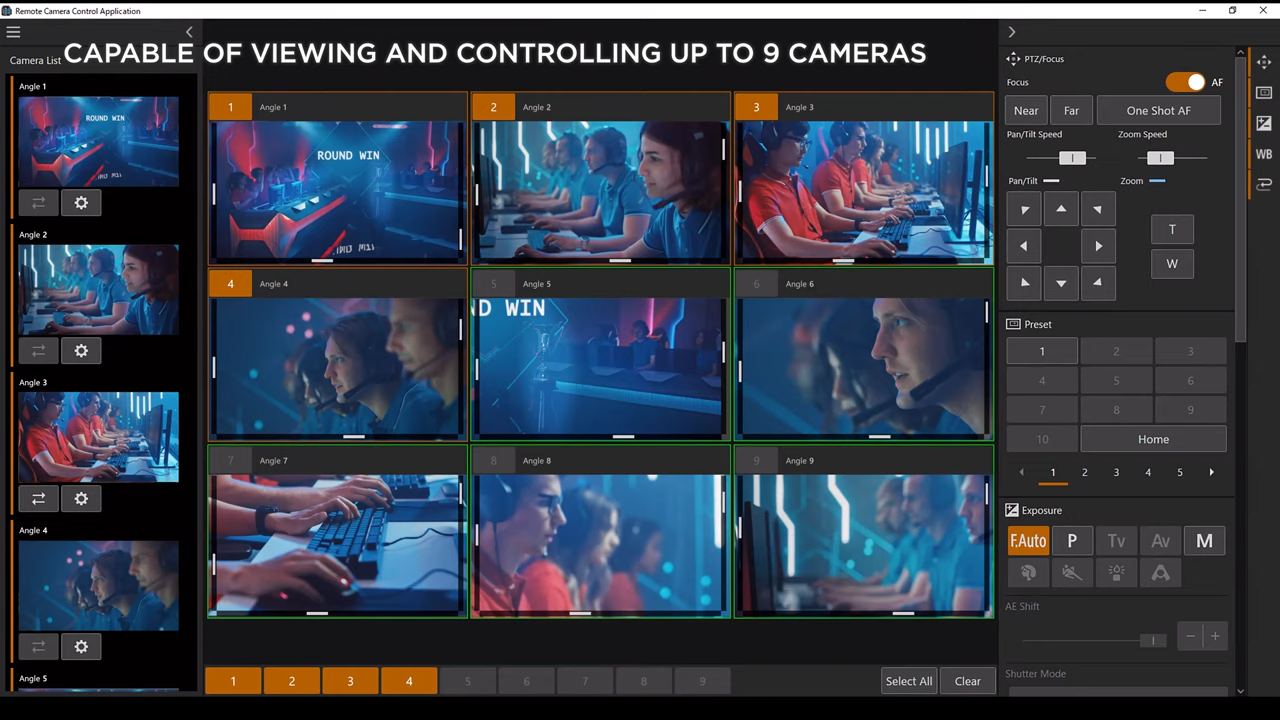 Remote Camera Control Application
CAPABLE OF VIEWING AND CONTROLLING UP TO 9 CAMERAS
Camera List
Angle 1
ROUND WIN
Angle 2
Angle 3
Angle 4
Angle 5
1 Angle 1
ROUND WIN
2 Angle 2
3 Angle 3
4 Angle 4
5 Angle 5
ND WIN
6 Angle 6
7 Angle 7
8 Angle 8
9 Angle 9
1 2 3 4 5 6 7 8 9 Select All Clear
PTZ/Focus
Focus AF
Near Far One Shot AF
Pan/Tilt Speed Zoom Speed
Pan/Tilt Zoom
T
W
Preset
1 2 3
4 5 6
7 8 9
10 Home
1 2 3 4 5
Exposure
F.Auto P Tv Av M
A
AE Shift
Shutter Mode
WB